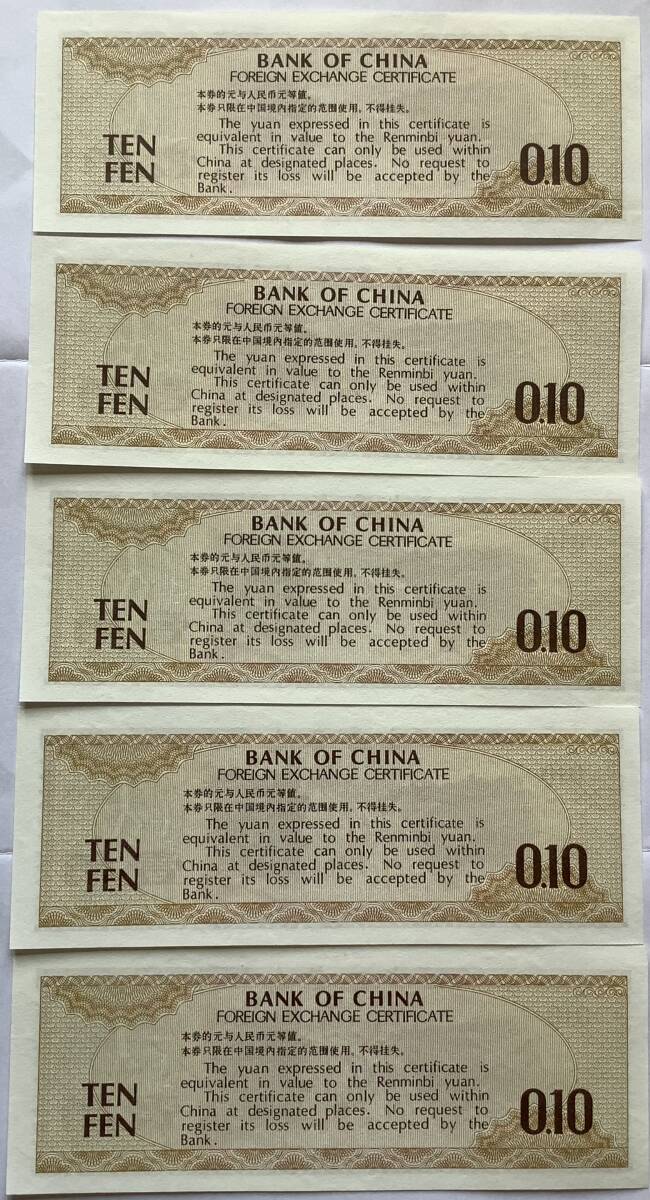 BANK OF CHINA
FOREIGN EXCHANGE CERTIFICATE
本券的元与人民币元等值。
本券只限在中国境内指定的范围使用,不得挂失。
The yuan expressed in this certificate is
equivalent in value to the Renminbi yuan.
This certificate can only be used within
China at designated places. No request to
register its loss will be accepted by the
Bank.
TEN
FEN
0.10
BANK OF CHINA
FOREIGN EXCHANGE CERTIFICATE
本券的元与人民币元等值。
本券只限在中国境内指定的范围使用,不得挂失。
The yuan expressed in this certificate is
equivalent in value to the Renminbi yuan.
This certificate can only be used within
China at designated places. No request to
register its loss will be accepted by the
Bank.
TEN
FEN
0.10
BANK OF CHINA
FOREIGN EXCHANGE CERTIFICATE
本券的元与人民币元等值。
本券只限在中国境内指定的范围使用,不得挂失。
The yuan expressed in this certificate is
equivalent in value to the Renminbi yuan.
This certificate can only be used within
China at designated places. No request to
register its loss will be accepted by the
Bank.
TEN
FEN
0.10
BANK OF CHINA
FOREIGN EXCHANGE CERTIFICATE
本券的元与人民币元等值。
本券只限在中国境内指定的范围使用,不得挂失。
The yuan expressed in this certificate is
equivalent in value to the Renminbi yuan.
This certificate can only be used within
China at designated places. No request to
register its loss will be accepted by the
Bank.
TEN
FEN
0.10
BANK OF CHINA
FOREIGN EXCHANGE CERTIFICATE
本券的元与人民币元等值。
本券只限在中国境内指定的范围使用,不得挂失。
The yuan expressed in this certificate is
equivalent in value to the Renminbi yuan.
This certificate can only be used within
China at designated places. No request to
register its loss will be accepted by the
Bank.
TEN
FEN
0.10